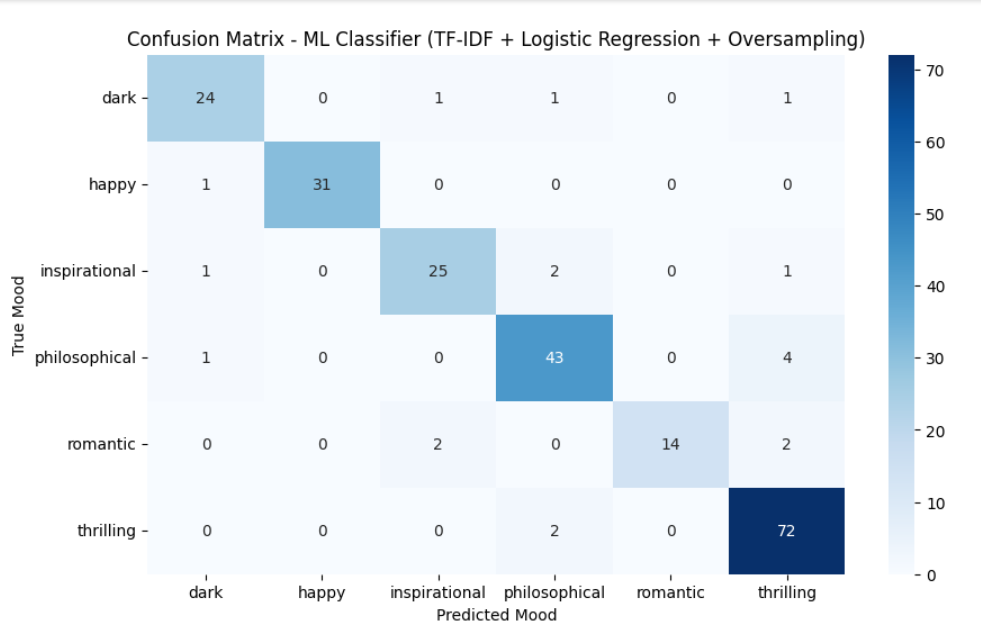 Confusion Matrix - ML Classifier (TF-IDF + Logistic Regression + Oversampling)
True Mood
dark 24 0 1 1 0 1
happy 1 31 0 0 0 0
inspirational 1 0 25 2 0 1
philosophical 1 0 0 43 0 4
romantic 0 0 2 0 14 2
thrilling 0 0 0 2 0 72
dark happy inspirational philosophical romantic thrilling
Predicted Mood
70
60
50
40
30
20
10
0